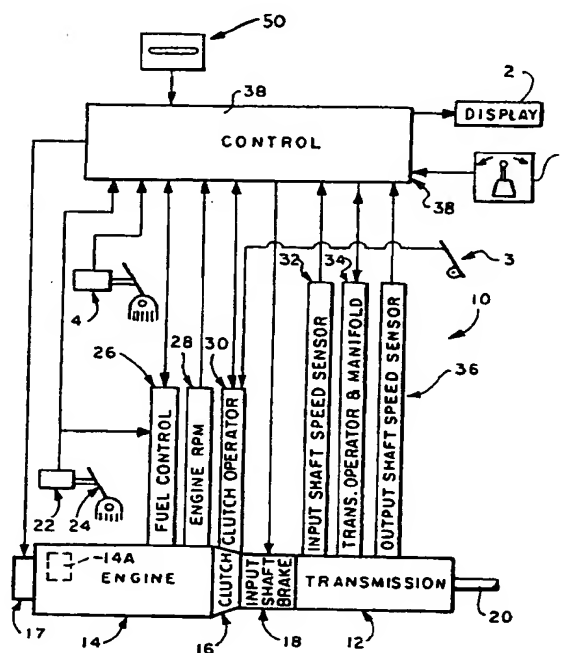 50
38
2
DISPLAY
CONTROL
38
3
4
32
34
10
26
28
30
36
FUEL CONTROL
ENGINE RPM
CLUTCH OPERATOR
INPUT SHAFT SPEED SENSOR
TRANS. OPERATOR & MANIFOLD
OUTPUT SHAFT SPEED SENSOR
22
24
14A
ENGINE
CLUTCH
INPUT
SHAFT
BRAKE
TRANSMISSION
20
17
14
16
18
12